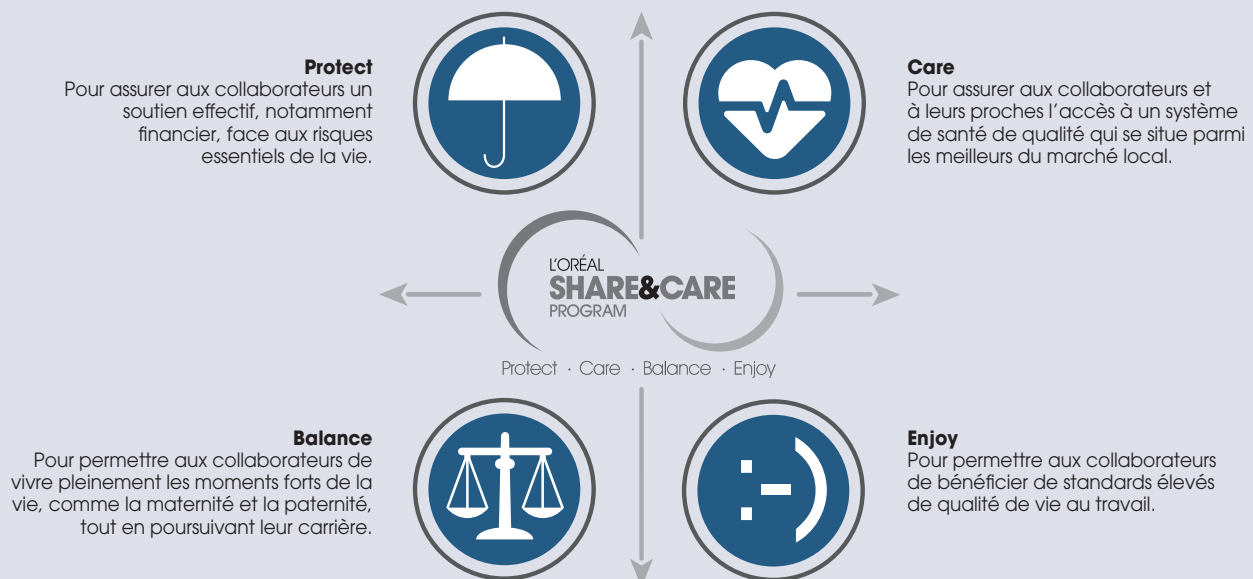 Protect
Pour assurer aux collaborateurs un
soutien effectif, notamment
financier, face aux risques
essentiels de la vie.
Care
Pour assurer aux collaborateurs et
à leurs proches l’accès à un système
de santé de qualité qui se situe parmi
les meilleurs du marché local.
L’ORÉAL
SHARE&CARE
PROGRAM
Protect · Care · Balance · Enjoy
Balance
Pour permettre aux collaborateurs de
vivre pleinement les moments forts de la
vie, comme la maternité et la paternité,
tout en poursuivant leur carrière.
Enjoy
Pour permettre aux collaborateurs
de bénéficier de standards élevés
de qualité de vie au travail.
:-)